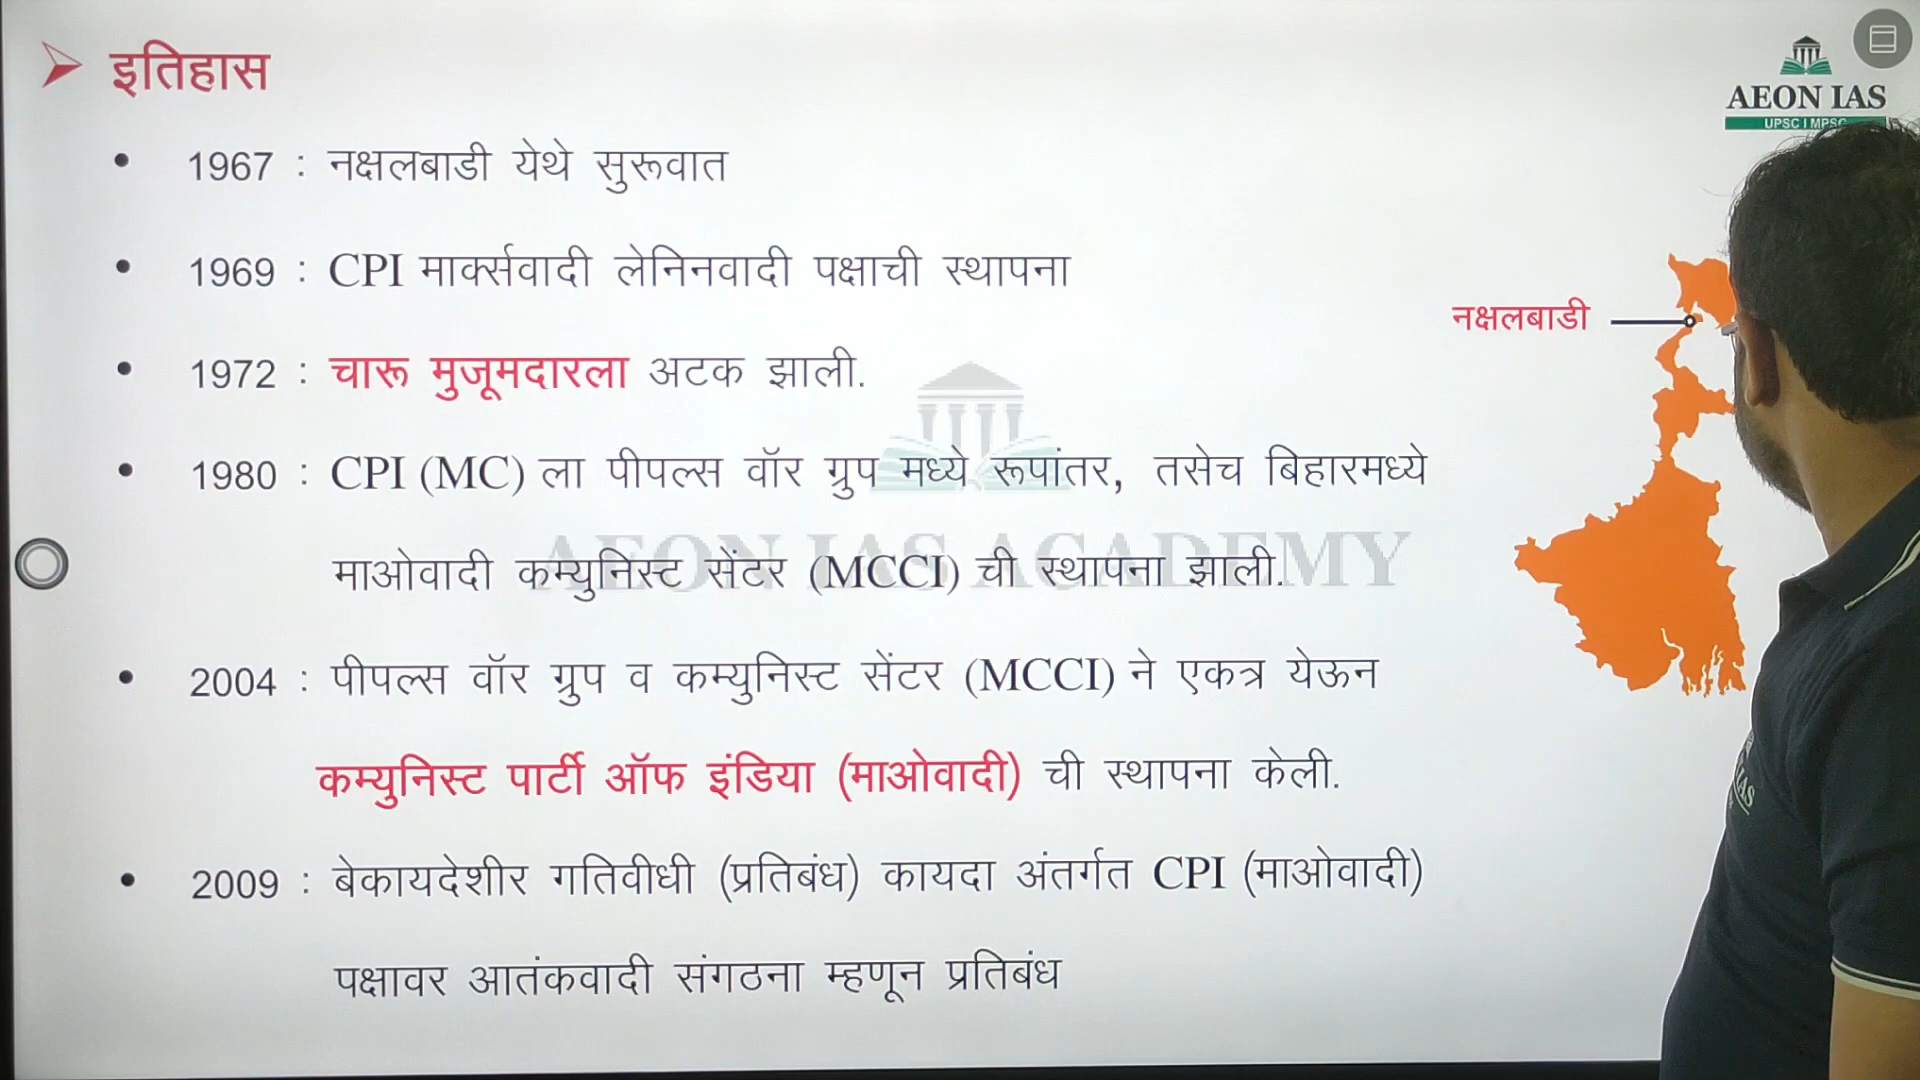 इतिहास
AEON IAS
UPSC | MPSC
• 1967 : नक्षलबाडी येथे सुरूवात
• 1969 : CPI मार्क्सवादी लेनिनवादी पक्षाची स्थापना
नक्षलबाडी
• 1972 : चारू मुजूमदारला अटक झाली.
• 1980 : CPI (MC) ला पीपल्स वॉर ग्रुप मध्ये रूपांतर, तसेच बिहारमध्ये
माओवादी कम्युनिस्ट सेंटर (MCCI) ची स्थापना झाली.
AEON IAS ACADEMY
• 2004 : पीपल्स वॉर ग्रुप व कम्युनिस्ट सेंटर (MCCI) ने एकत्र येऊन
कम्युनिस्ट पार्टी ऑफ इंडिया (माओवादी) ची स्थापना केली.
IAS
• 2009 : बेकायदेशीर गतिवीधी (प्रतिबंध) कायदा अंतर्गत CPI (माओवादी)
पक्षावर आतंकवादी संगठना म्हणून प्रतिबंध